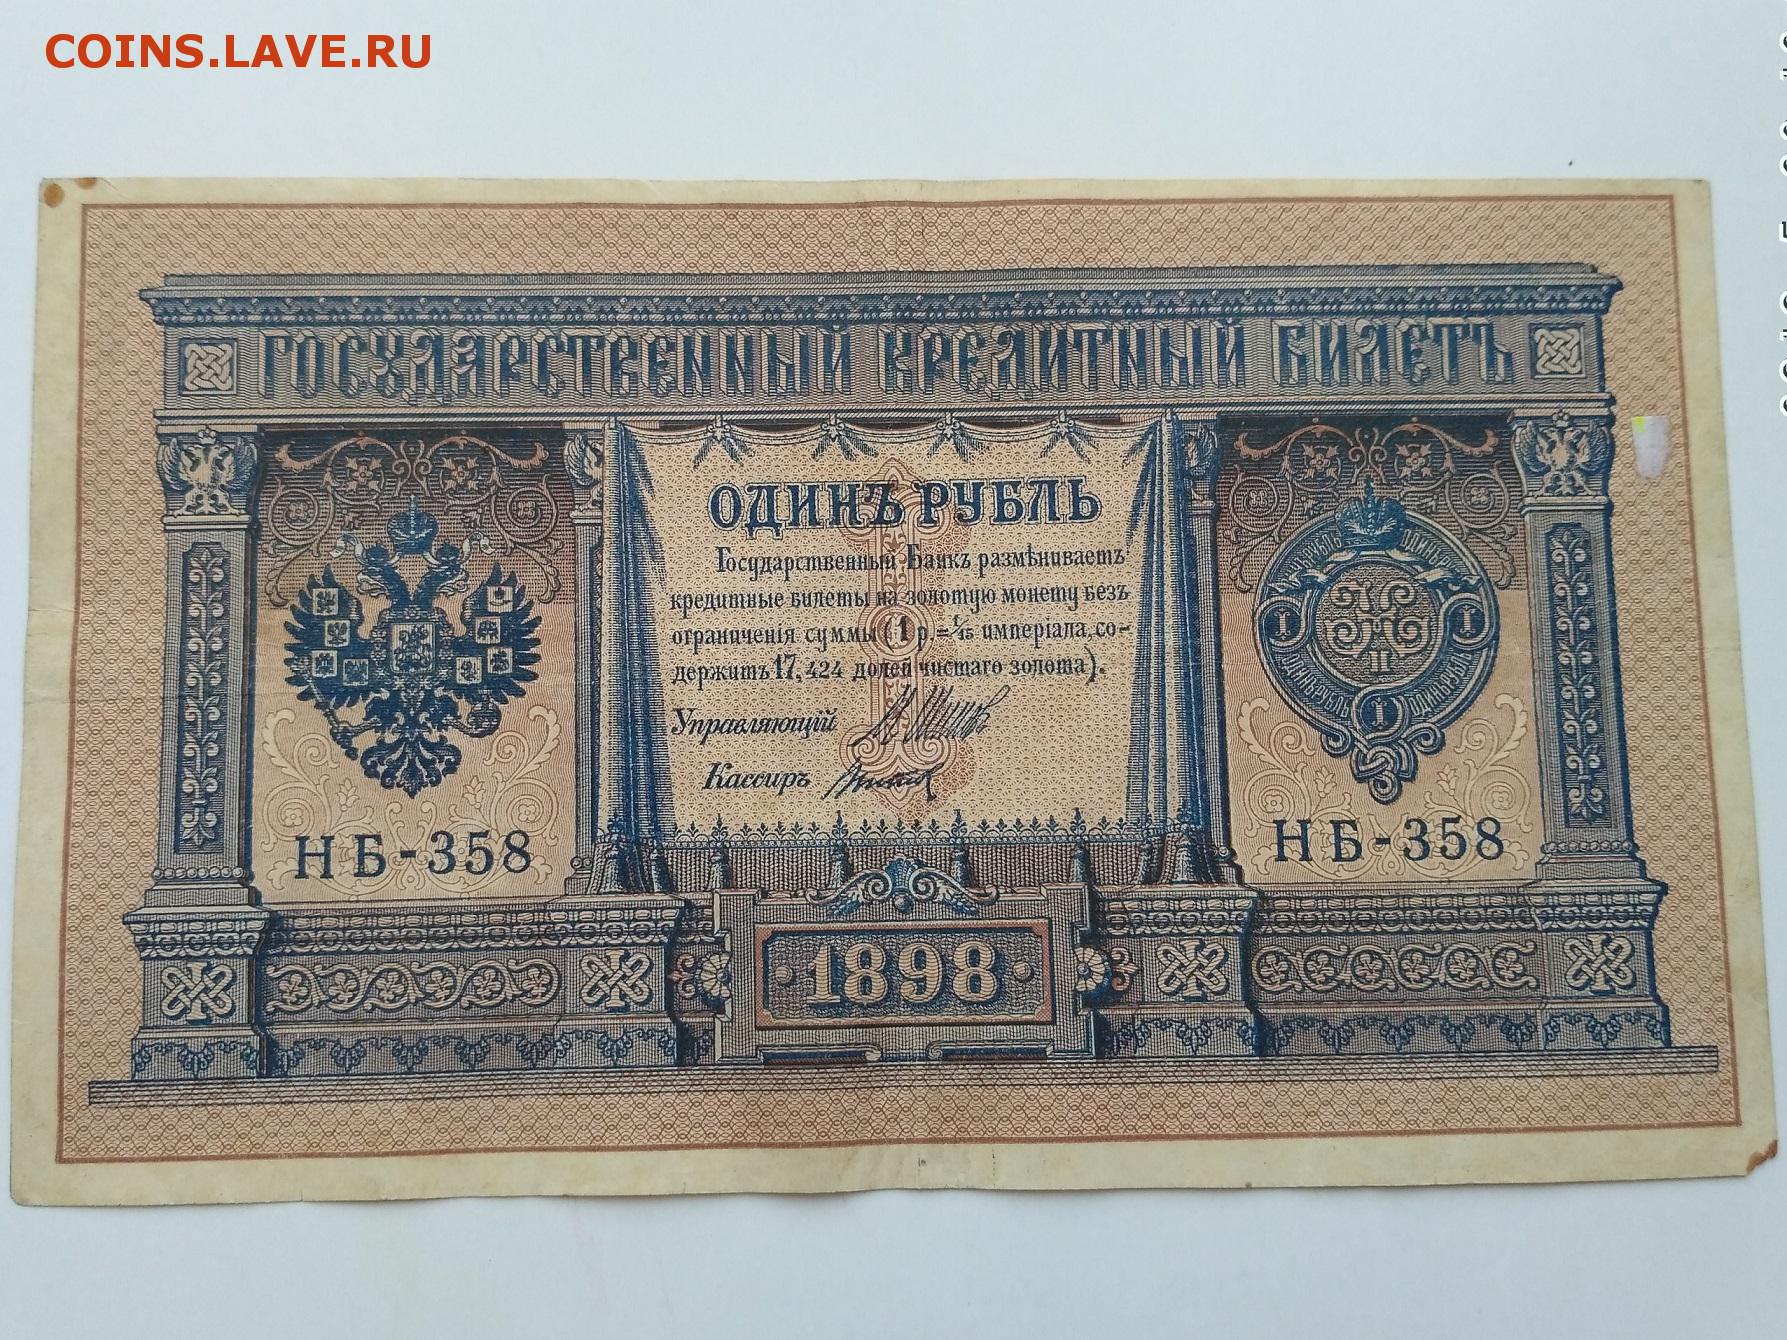 COINS.LAVE.RU
ГОСУДАРСТВЕННЫЙ КРЕДИТНЫЙ БИЛЕТЪ
ОДИНЪ РУБЛЬ
Государственный Банкъ размѣниваетъ
кредитные билеты на золотую монету безъ
ограниченія суммы (1 р. = 1/15 имперіала, со-
держитъ 17,424 долей чистаго золота).
Управляющій
Кассиръ
НБ-358
НБ-358
1898